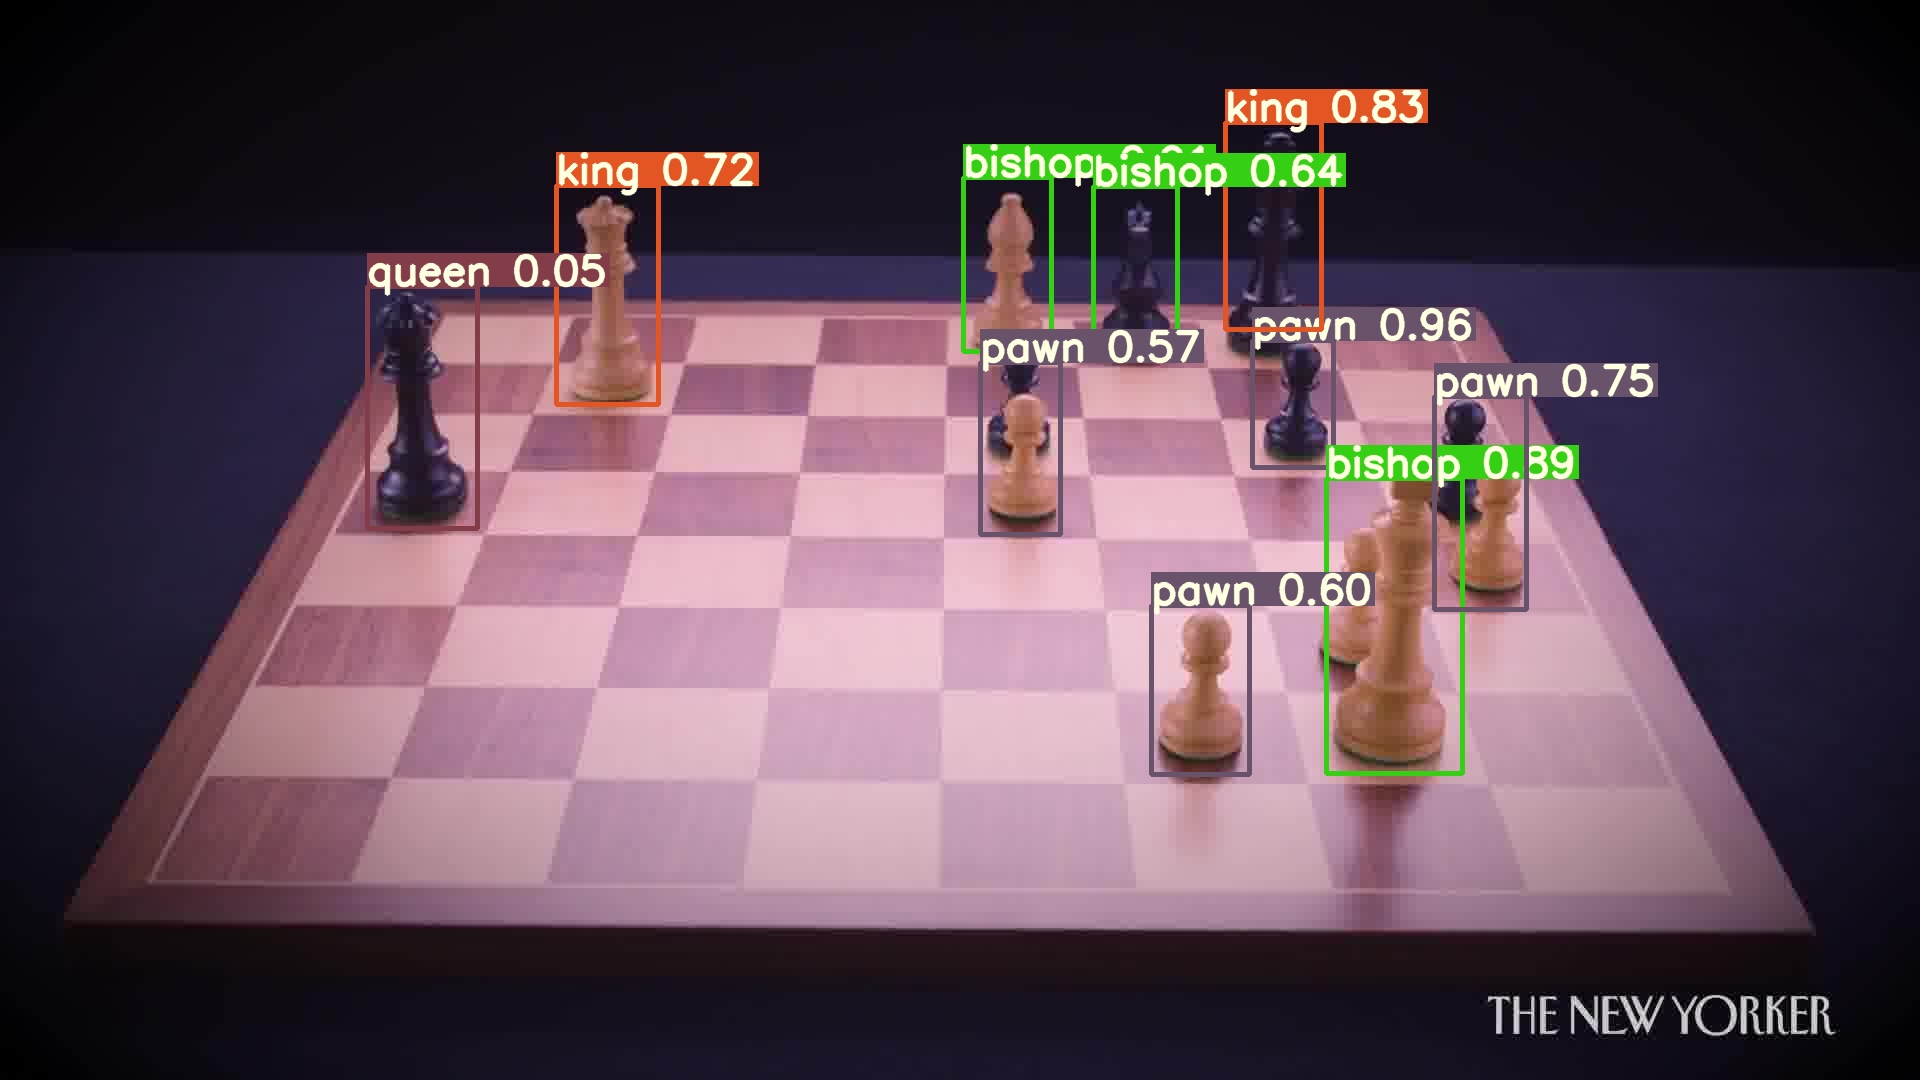 king 0.83
bishop
bishop 0.64
king 0.72
queen 0.05
pawn 0.96
pawn 0.57
pawn 0.75
bishop 0.89
pawn 0.60
THE NEW YORKER